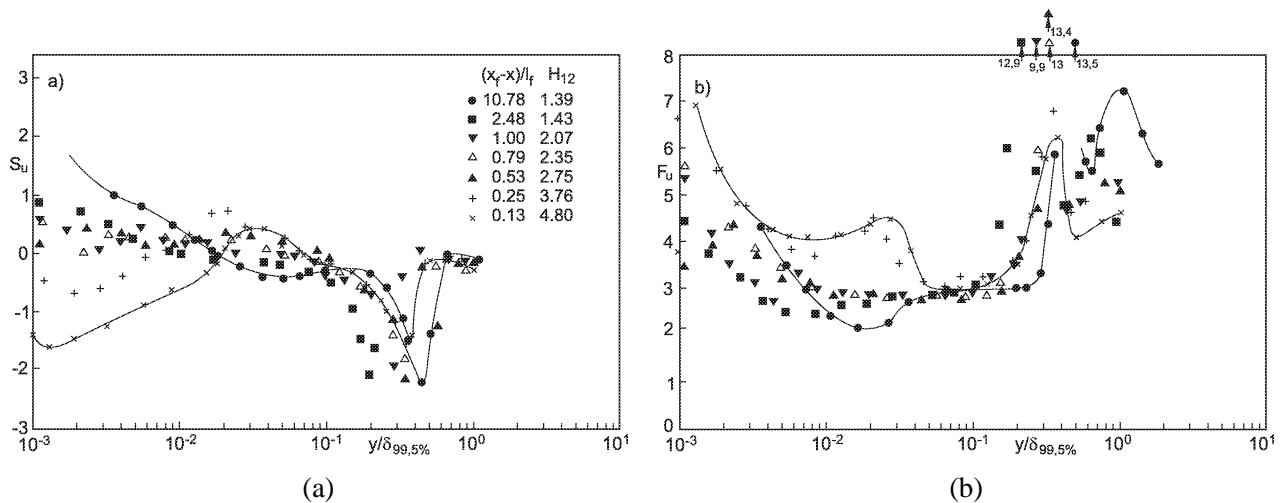 a)
3
2
1
0
-1
-2
-3
S_u
(x_f-x)/l_f H_12
10.78 1.39
2.48 1.43
1.00 2.07
0.79 2.35
0.53 2.75
0.25 3.76
0.13 4.80
10^-3 10^-2 10^-1 10^0 10^1
y/δ_99,5%
(a)
b)
13,4
12,9 9,9 13 13,5
8
7
6
5
4
3
2
1
0
F_u
10^-3 10^-2 10^-1 10^0 10^1
y/δ_99,5%
(b)